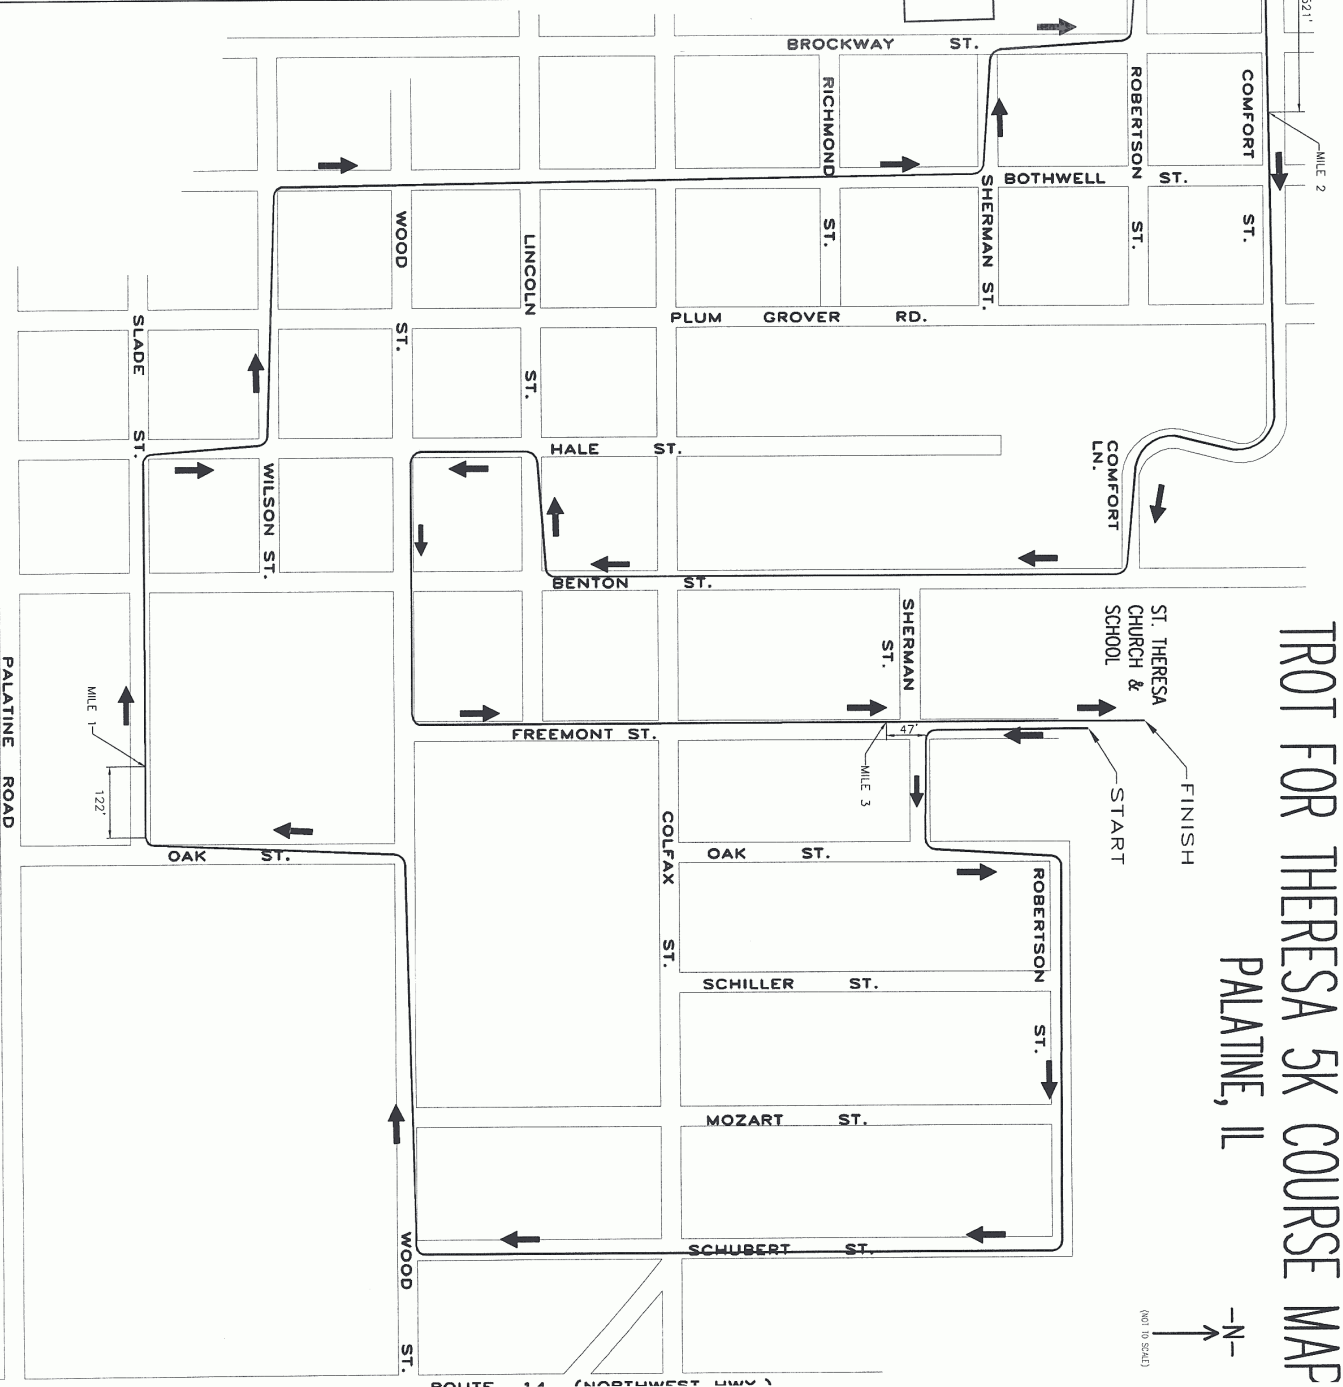 TROT FOR THERESA 5K COURSE MAP
PALATINE, IL
-N-
(NOT TO SCALE)
BROCKWAY ST.
RICHMOND ST.
ROBERTSON ST.
COMFORT ST.
MILE 2
BOTHWELL ST.
SHERMAN ST.
WOOD ST.
LINCOLN ST.
PLUM GROVER RD.
SLADE ST.
HALE ST.
COMFORT
LN.
WILSON ST.
BENTON ST.
SHERMAN
ST.
ST. THERESA
CHURCH &
SCHOOL
PALATINE ROAD
MILE 1
122'
FREEMONT ST.
47'
MILE 3
START
FINISH
OAK ST.
COLFAX ST.
OAK ST.
ROBERTSON ST.
SCHILLER ST.
MOZART ST.
SCHUBERT ST.
WOOD ST.
ROUTE 14 (NORTHWEST HWY.)